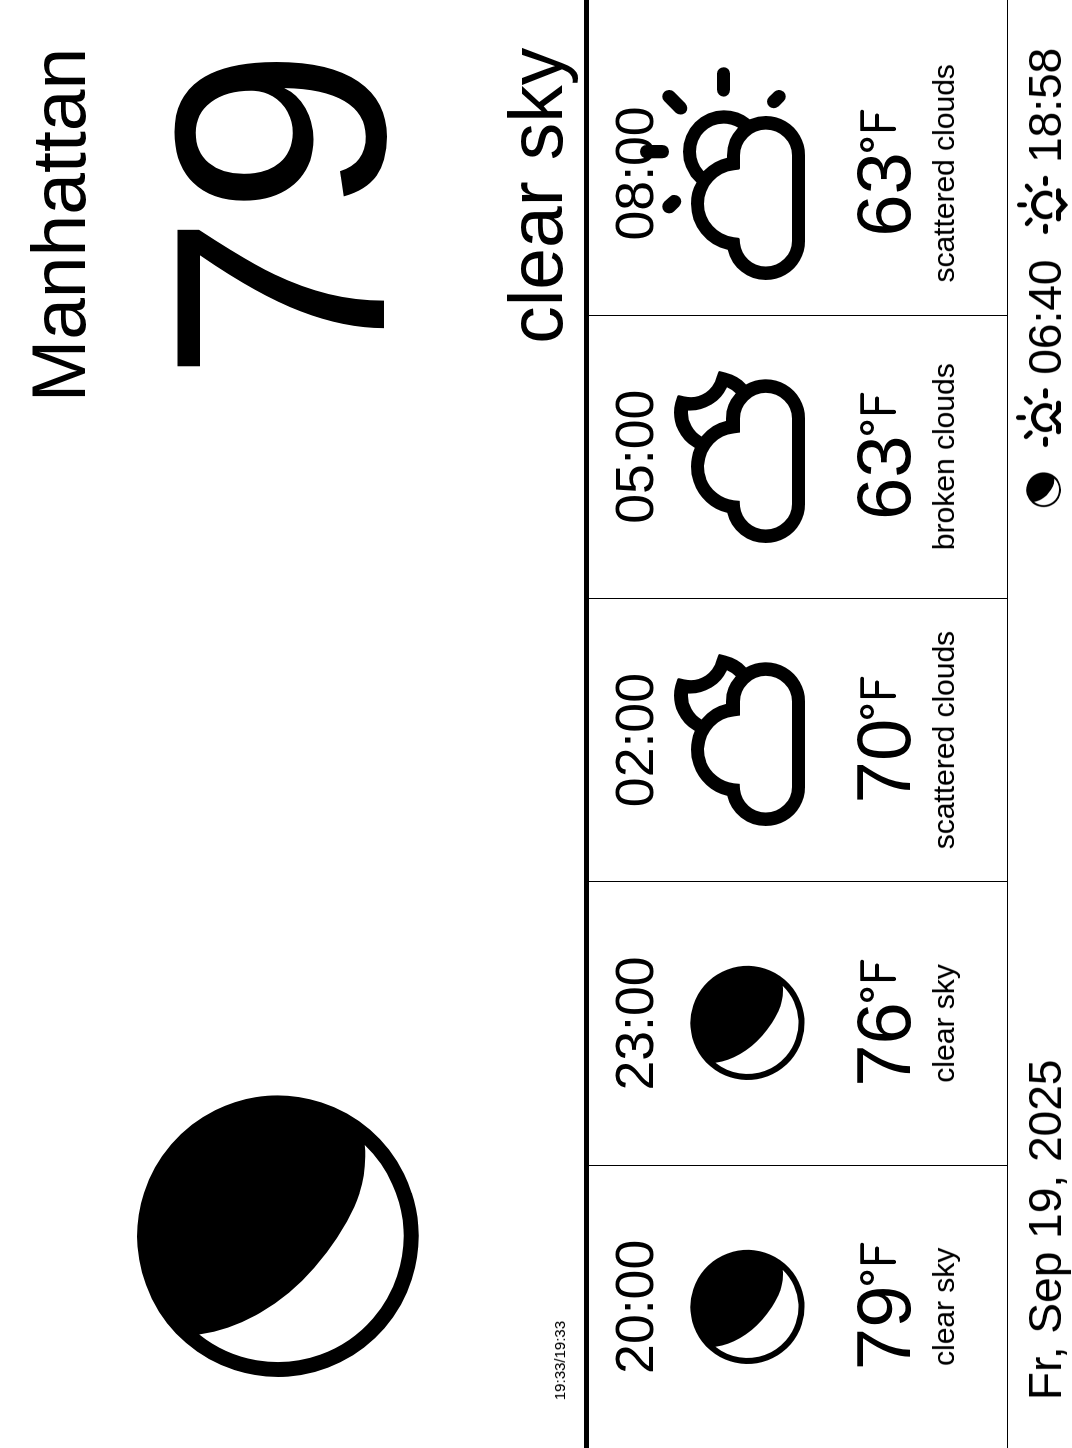 Manhattan
79
clear sky
19:33/19:33
20:00
79°F
clear sky
23:00
76°F
clear sky
02:00
70°F
scattered clouds
05:00
63°F
broken clouds
08:00
63°F
scattered clouds
Fr, Sep 19, 2025
06:40
18:58